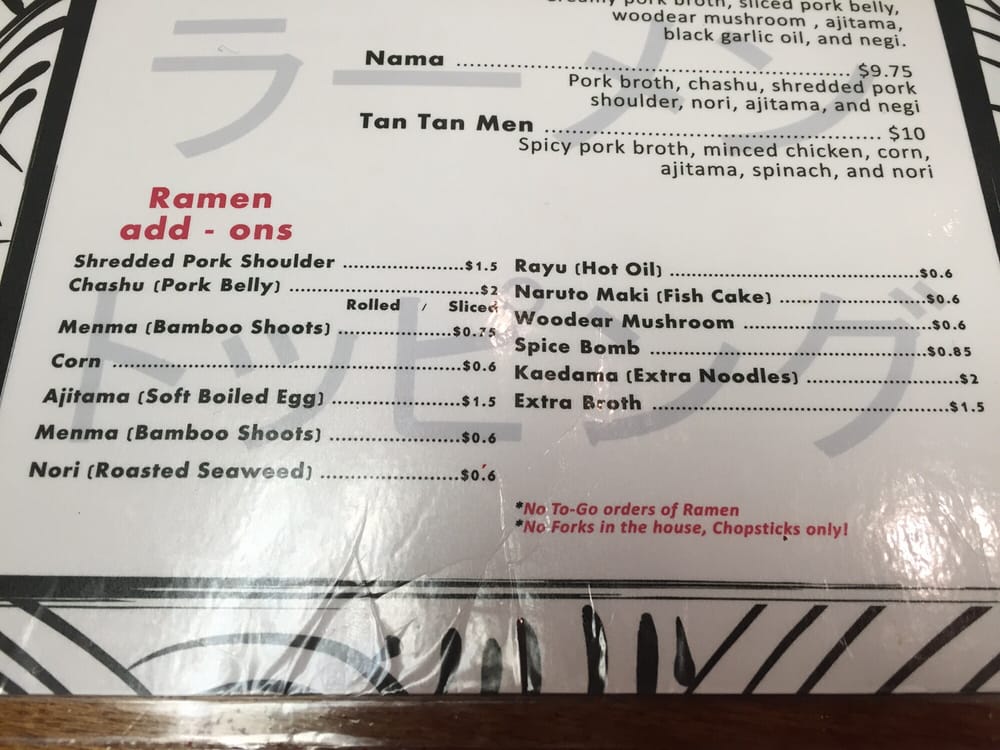 creamy pork broth, sliced pork belly,
woodear mushroom , ajitama,
black garlic oil, and negi.
ラーメン
Nama ................................................ $9.75
Pork broth, chashu, shredded pork
shoulder, nori, ajitama, and negi
Tan Tan Men ................................................ $10
Spicy pork broth, minced chicken, corn,
ajitama, spinach, and nori
Ramen
add - ons
トッピング
Shredded Pork Shoulder ........................$1.5
Chashu (Pork Belly) ........................$2
Rolled / Sliced
Menma (Bamboo Shoots) ........................$0.75
Corn ................................................$0.6
Ajitama (Soft Boiled Egg) ........................$1.5
Menma (Bamboo Shoots) ........................$0.6
Nori (Roasted Seaweed) ........................$0.6
Rayu (Hot Oil) ........................$0.6
Naruto Maki (Fish Cake) ........................$0.6
Woodear Mushroom ........................$0.6
Spice Bomb ........................$0.85
Kaedama (Extra Noodles) ........................$2
Extra Broth ........................$1.5
*No To-Go orders of Ramen
*No Forks in the house, Chopsticks only!